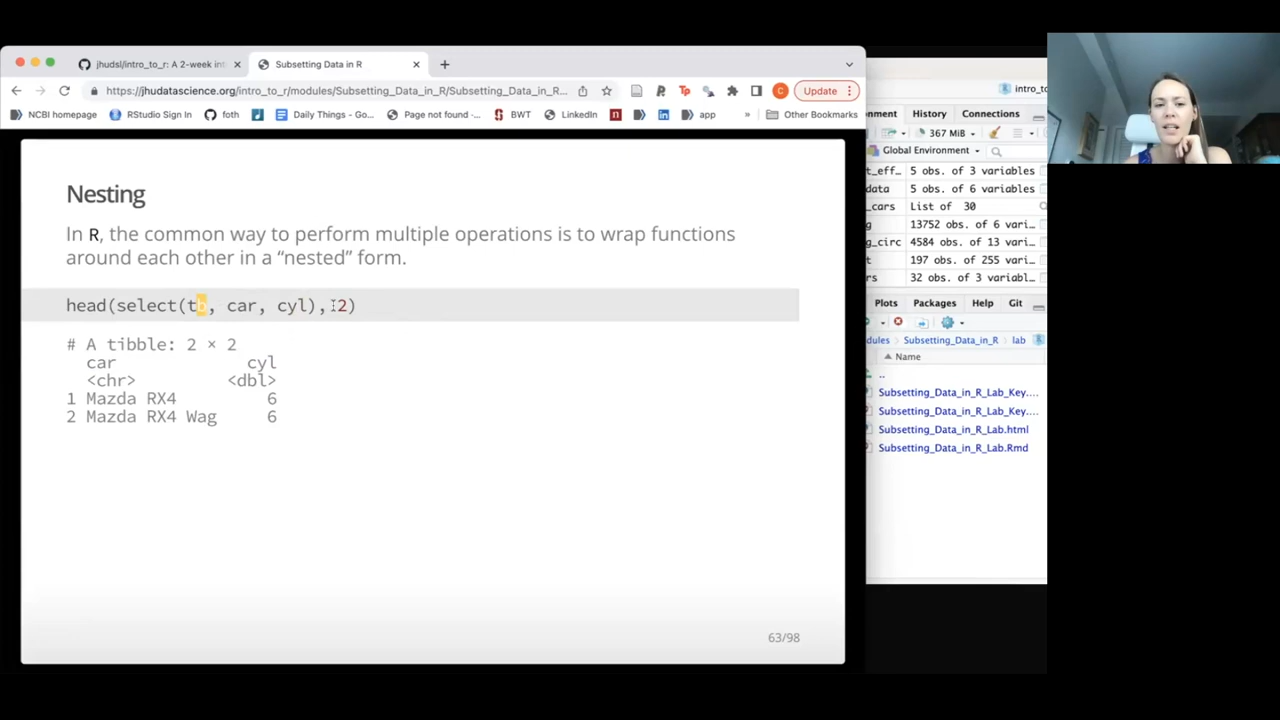 jhudsl/intro_to_r: A 2-week int
Subsetting Data in R
https://jhudatascience.org/intro_to_r/modules/Subsetting_Data_in_R/Subsetting_Data_in_R...
Update
NCBI homepage
RStudio Sign In
foth
Daily Things - Go...
Page not found -...
BWT
LinkedIn
app
»
Other Bookmarks
Nesting
In R, the common way to perform multiple operations is to wrap functions
around each other in a “nested” form.
head(select(tb, car, cyl), 2)
# A tibble: 2 × 2
car cyl
<chr> <dbl>
1 Mazda RX4 6
2 Mazda RX4 Wag 6
63/98
intro_to
nment
History
Connections
367 MiB
Global Environment
t_eff… 5 obs. of 3 variables
data 5 obs. of 6 variables
_cars List of 30
g 13752 obs. of 6 vari…
g_circ 4584 obs. of 13 vari…
t 197 obs. of 255 vari…
rs 32 obs. of 3 variabl…
Plots
Packages
Help
Git
dules
Subsetting_Data_in_R
lab
Name
..
Subsetting_Data_in_R_Lab_Key....
Subsetting_Data_in_R_Lab_Key....
Subsetting_Data_in_R_Lab.html
Subsetting_Data_in_R_Lab.Rmd